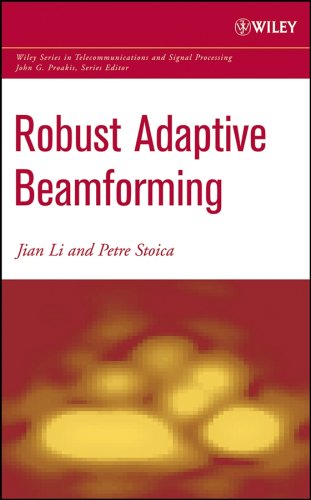 WILEY
Wiley Series in Telecommunications and Signal Processing
John G. Proakis, Series Editor
Robust Adaptive
Beamforming
Jian Li and Petre Stoica